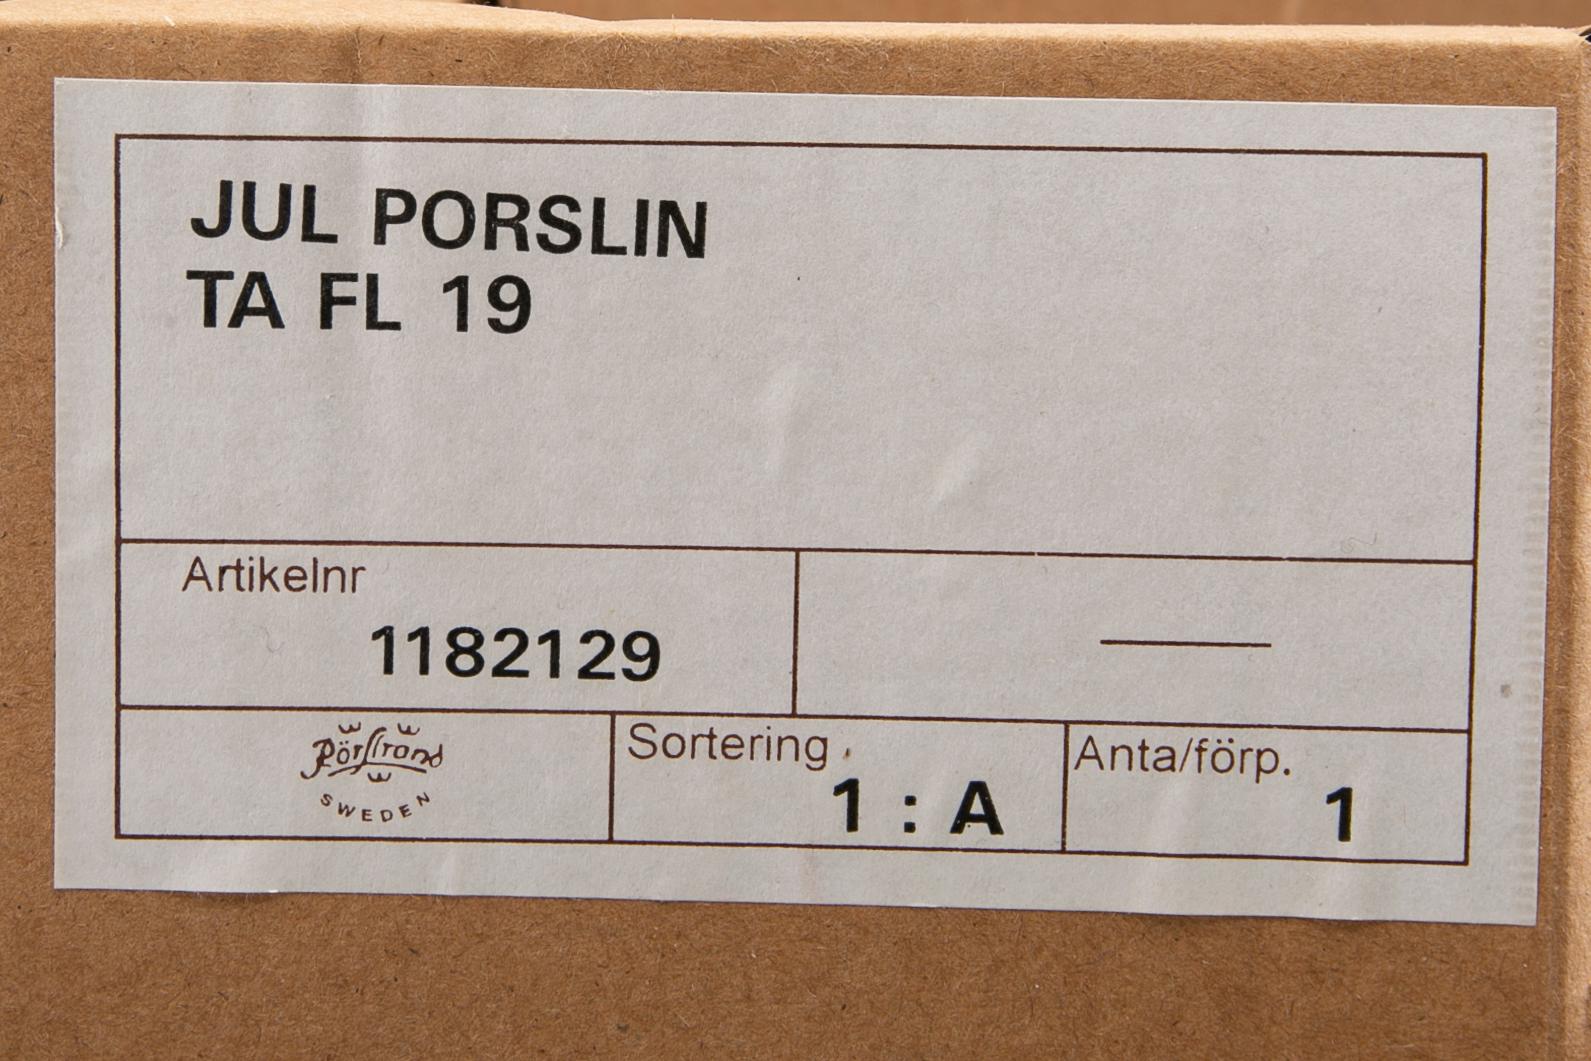 JUL PORSLIN
TA FL 19
Artikelnr
1182129
Rörstrand
SWEDEN
Sortering
1 : A
Anta/förp.
1